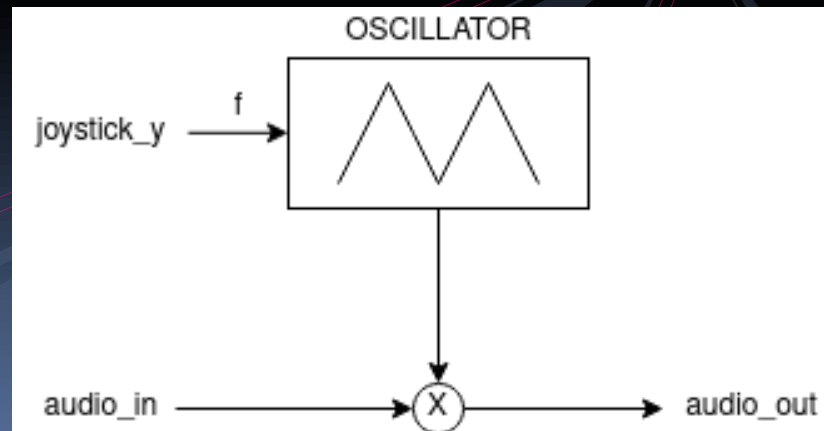 OSCILLATOR
f
joystick_y
audio_in
X
audio_out